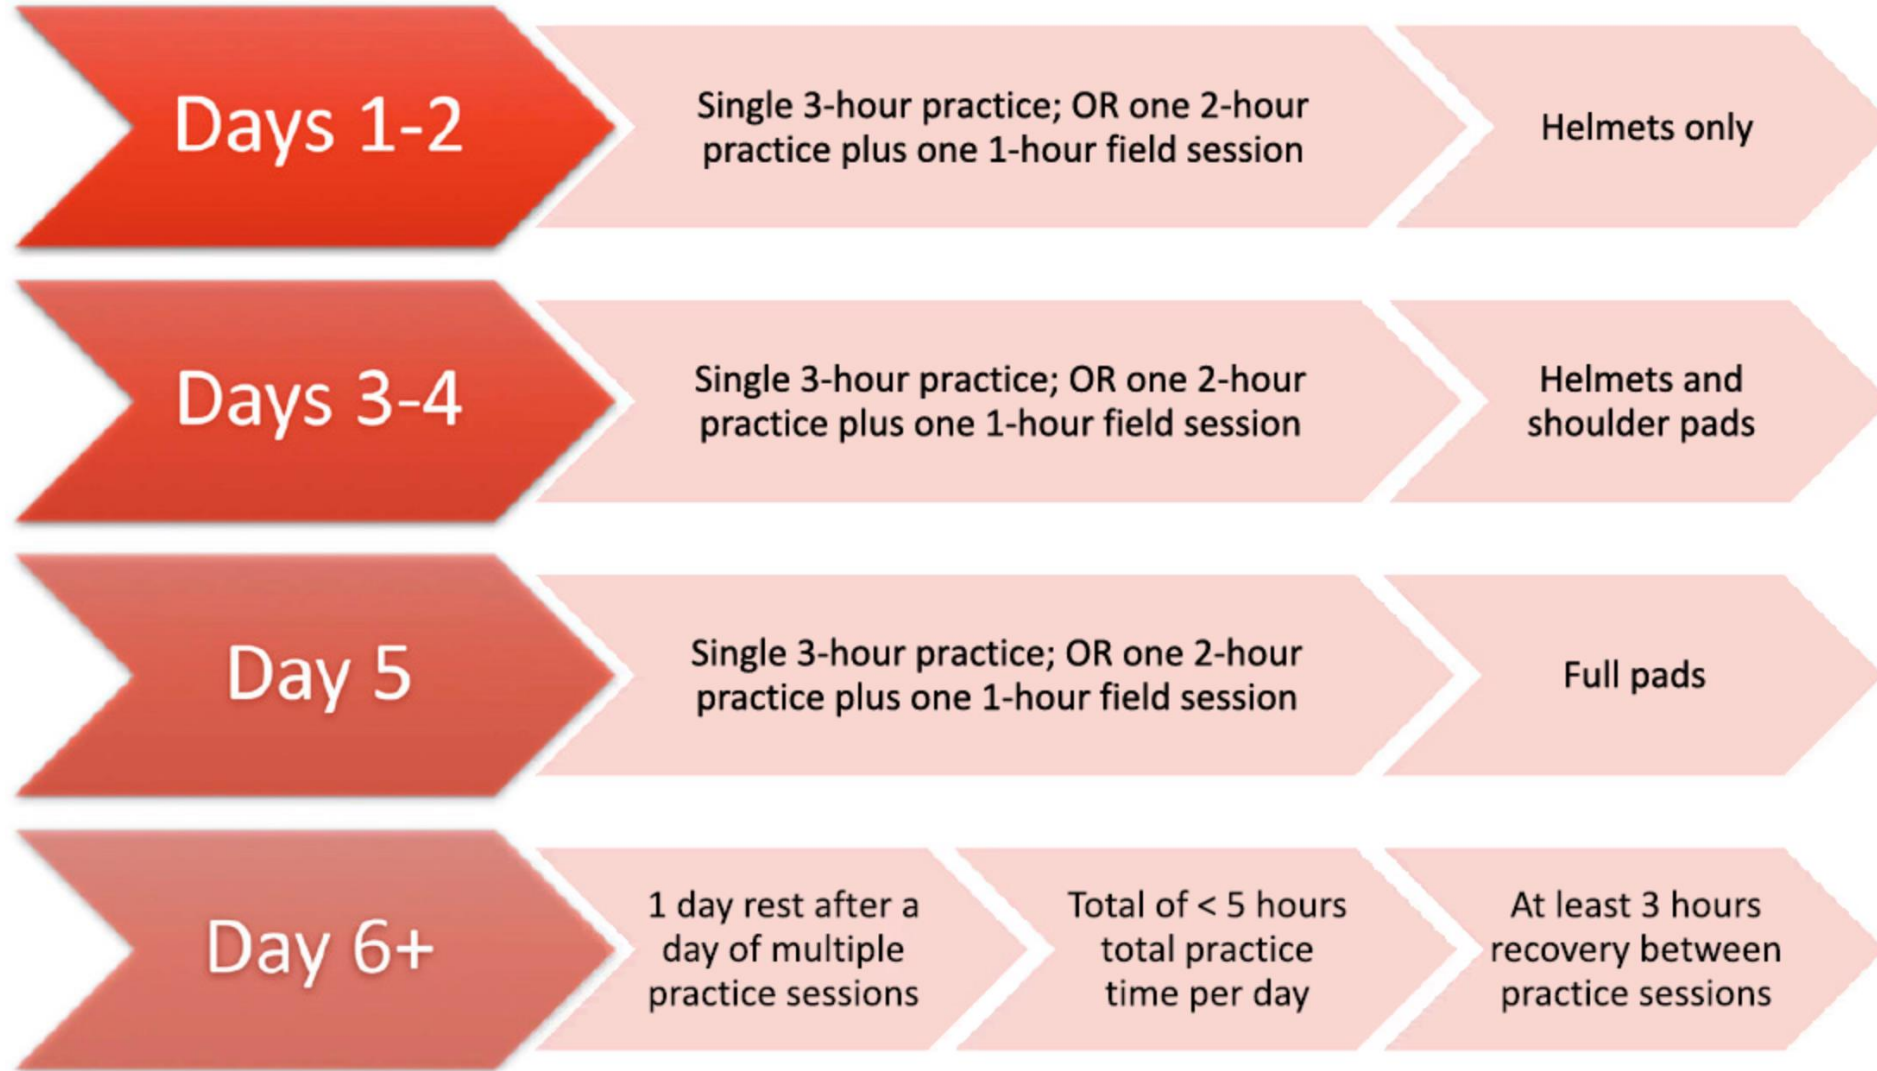 Days 1-2
Single 3-hour practice; OR one 2-hour
practice plus one 1-hour field session
Helmets only
Days 3-4
Single 3-hour practice; OR one 2-hour
practice plus one 1-hour field session
Helmets and
shoulder pads
Day 5
Single 3-hour practice; OR one 2-hour
practice plus one 1-hour field session
Full pads
Day 6+
1 day rest after a
day of multiple
practice sessions
Total of < 5 hours
total practice
time per day
At least 3 hours
recovery between
practice sessions